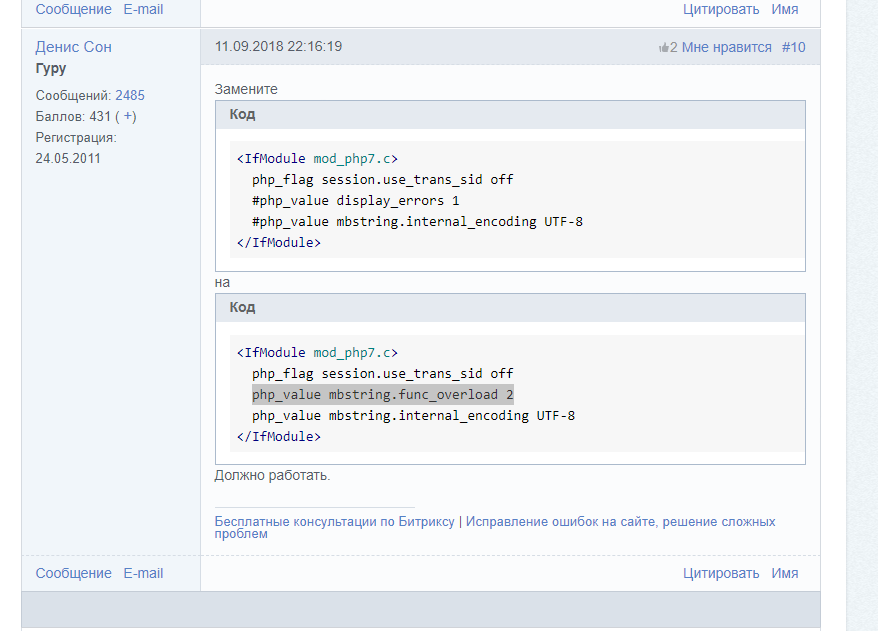 Сообщение E-mail Цитировать Имя
Денис Сон
Гуру
Сообщений: 2485
Баллов: 431 ( +)
Регистрация:
24.05.2011
11.09.2018 22:16:19 2 Мне нравится #10
Замените
Код
<IfModule mod_php7.c>
php_flag session.use_trans_sid off
#php_value display_errors 1
#php_value mbstring.internal_encoding UTF-8
</IfModule>
на
Код
<IfModule mod_php7.c>
php_flag session.use_trans_sid off
php_value mbstring.func_overload 2
php_value mbstring.internal_encoding UTF-8
</IfModule>
Должно работать.
Бесплатные консультации по Битриксу | Исправление ошибок на сайте, решение сложных
проблем
Сообщение E-mail Цитировать Имя